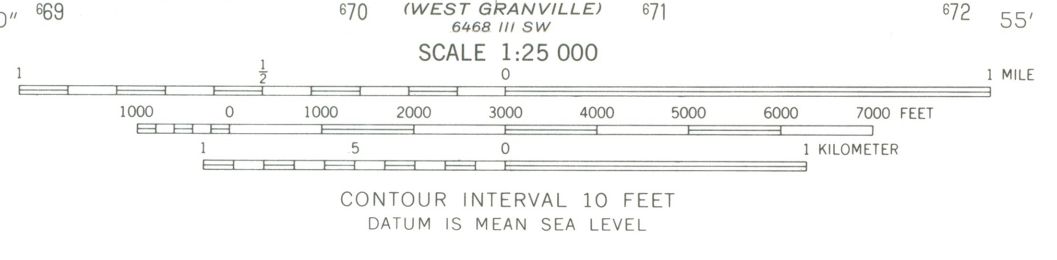 0" ⁶69 ⁶70 (WEST GRANVILLE) ⁶71 ⁶72 55'
6468 III SW
SCALE 1:25 000
1 1/2 0 1 MILE
1000 0 1000 2000 3000 4000 5000 6000 7000 FEET
1 .5 0 1 KILOMETER
CONTOUR INTERVAL 10 FEET
DATUM IS MEAN SEA LEVEL